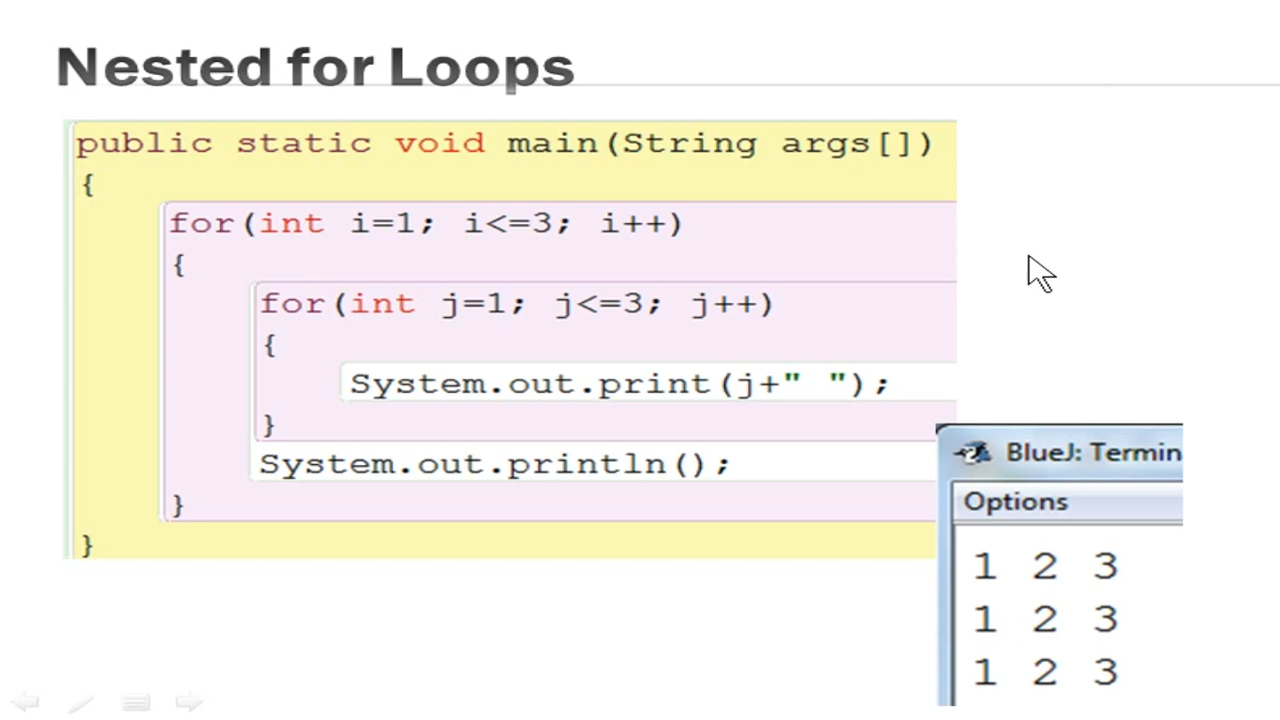 Nested for Loops
public static void main(String args[])
{
for(int i=1; i<=3; i++)
{
for(int j=1; j<=3; j++)
{
System.out.print(j+" ");
}
System.out.println();
}
}
BlueJ: Termin
Options
1 2 3
1 2 3
1 2 3